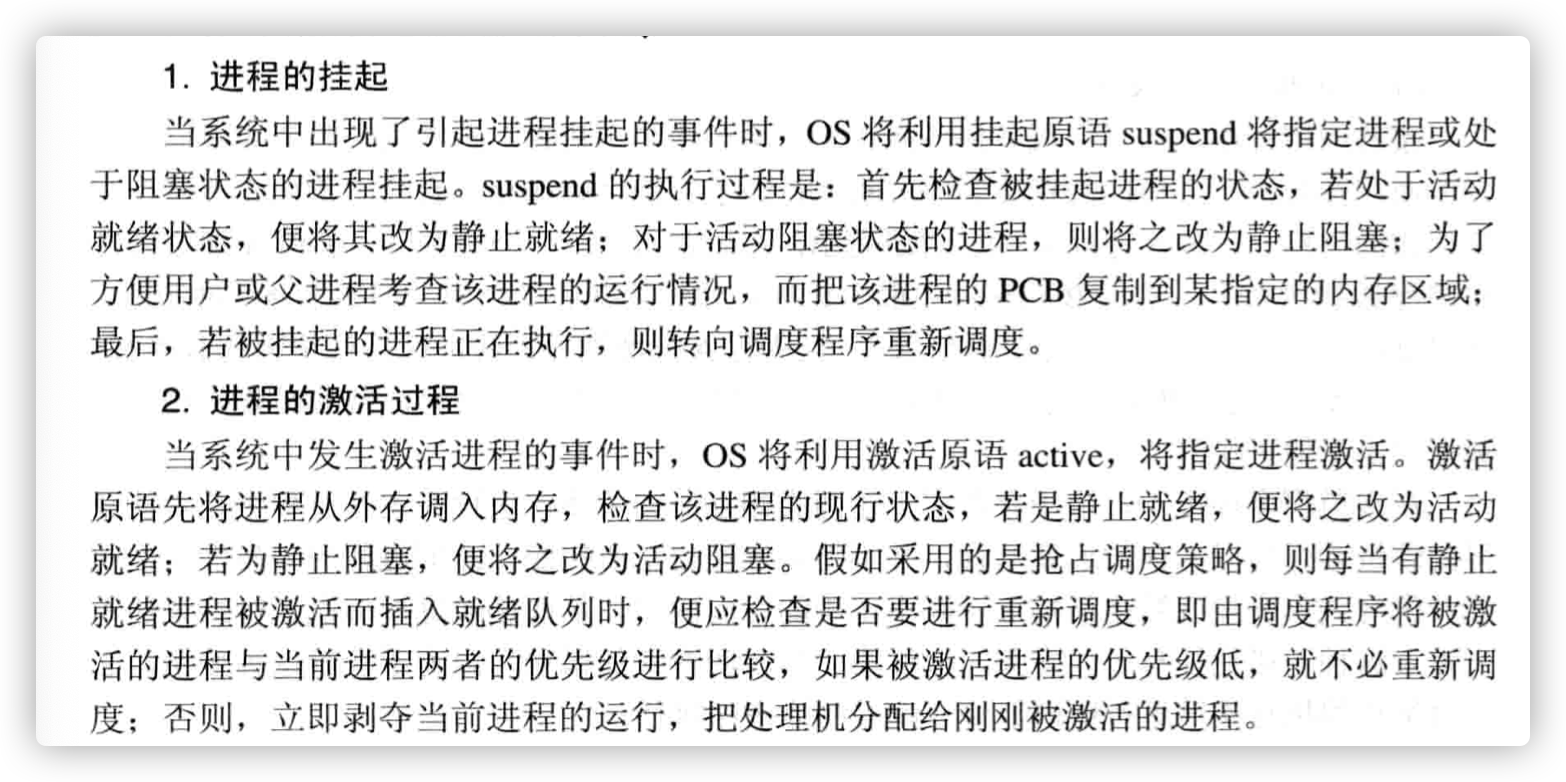 1. 进程的挂起
当系统中出现了引起进程挂起的事件时，OS 将利用挂起原语 suspend 将指定进程或处
于阻塞状态的进程挂起。suspend 的执行过程是：首先检查被挂起进程的状态，若处于活动
就绪状态，便将其改为静止就绪；对于活动阻塞状态的进程，则将之改为静止阻塞；为了
方便用户或父进程考查该进程的运行情况，而把该进程的 PCB 复制到某指定的内存区域；
最后，若被挂起的进程正在执行，则转向调度程序重新调度。
2. 进程的激活过程
当系统中发生激活进程的事件时，OS 将利用激活原语 active，将指定进程激活。激活
原语先将进程从外存调入内存，检查该进程的现行状态，若是静止就绪，便将之改为活动
就绪；若为静止阻塞，便将之改为活动阻塞。假如采用的是抢占调度策略，则每当有静止
就绪进程被激活而插入就绪队列时，便应检查是否要进行重新调度，即由调度程序将被激
活的进程与当前进程两者的优先级进行比较，如果被激活进程的优先级低，就不必重新调
度；否则，立即剥夺当前进程的运行，把处理机分配给刚刚被激活的进程。